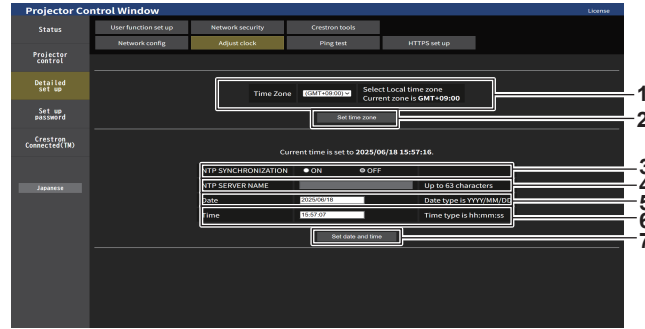 Projector Control Window
License
Status
User function set up
Network security
Crestron tools
Network config
Adjust clock
Ping test
HTTPS set up
Projector
control
Detailed
set up
Set up
password
Crestron
Connected(TM)
Japanese
Time Zone
(GMT+09:00)
Select Local time zone
Current zone is GMT+09:00
1
Set time zone
2
Current time is set to 2025/06/18 15:57:16.
NTP SYNCHRONIZATION ON OFF
3
NTP SERVER NAME Up to 63 characters
4
Date 2025/06/18 Date type is YYYY/MM/DD
5
Time 15:57:07 Time type is hh:mm:ss
6
Set date and time
7